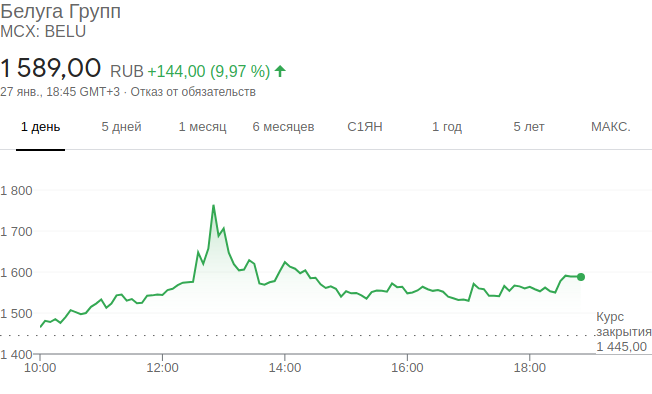 Белуга Групп
MCX: BELU
1 589,00 RUB +144,00 (9,97 %)
27 янв., 18:45 GMT+3 · Отказ от обязательств
1 день 5 дней 1 месяц 6 месяцев С1ЯН 1 год 5 лет МАКС.
1 800
1 700
1 600
1 500
Курс
закрытия
1 445,00
1 400
10:00 12:00 14:00 16:00 18:00